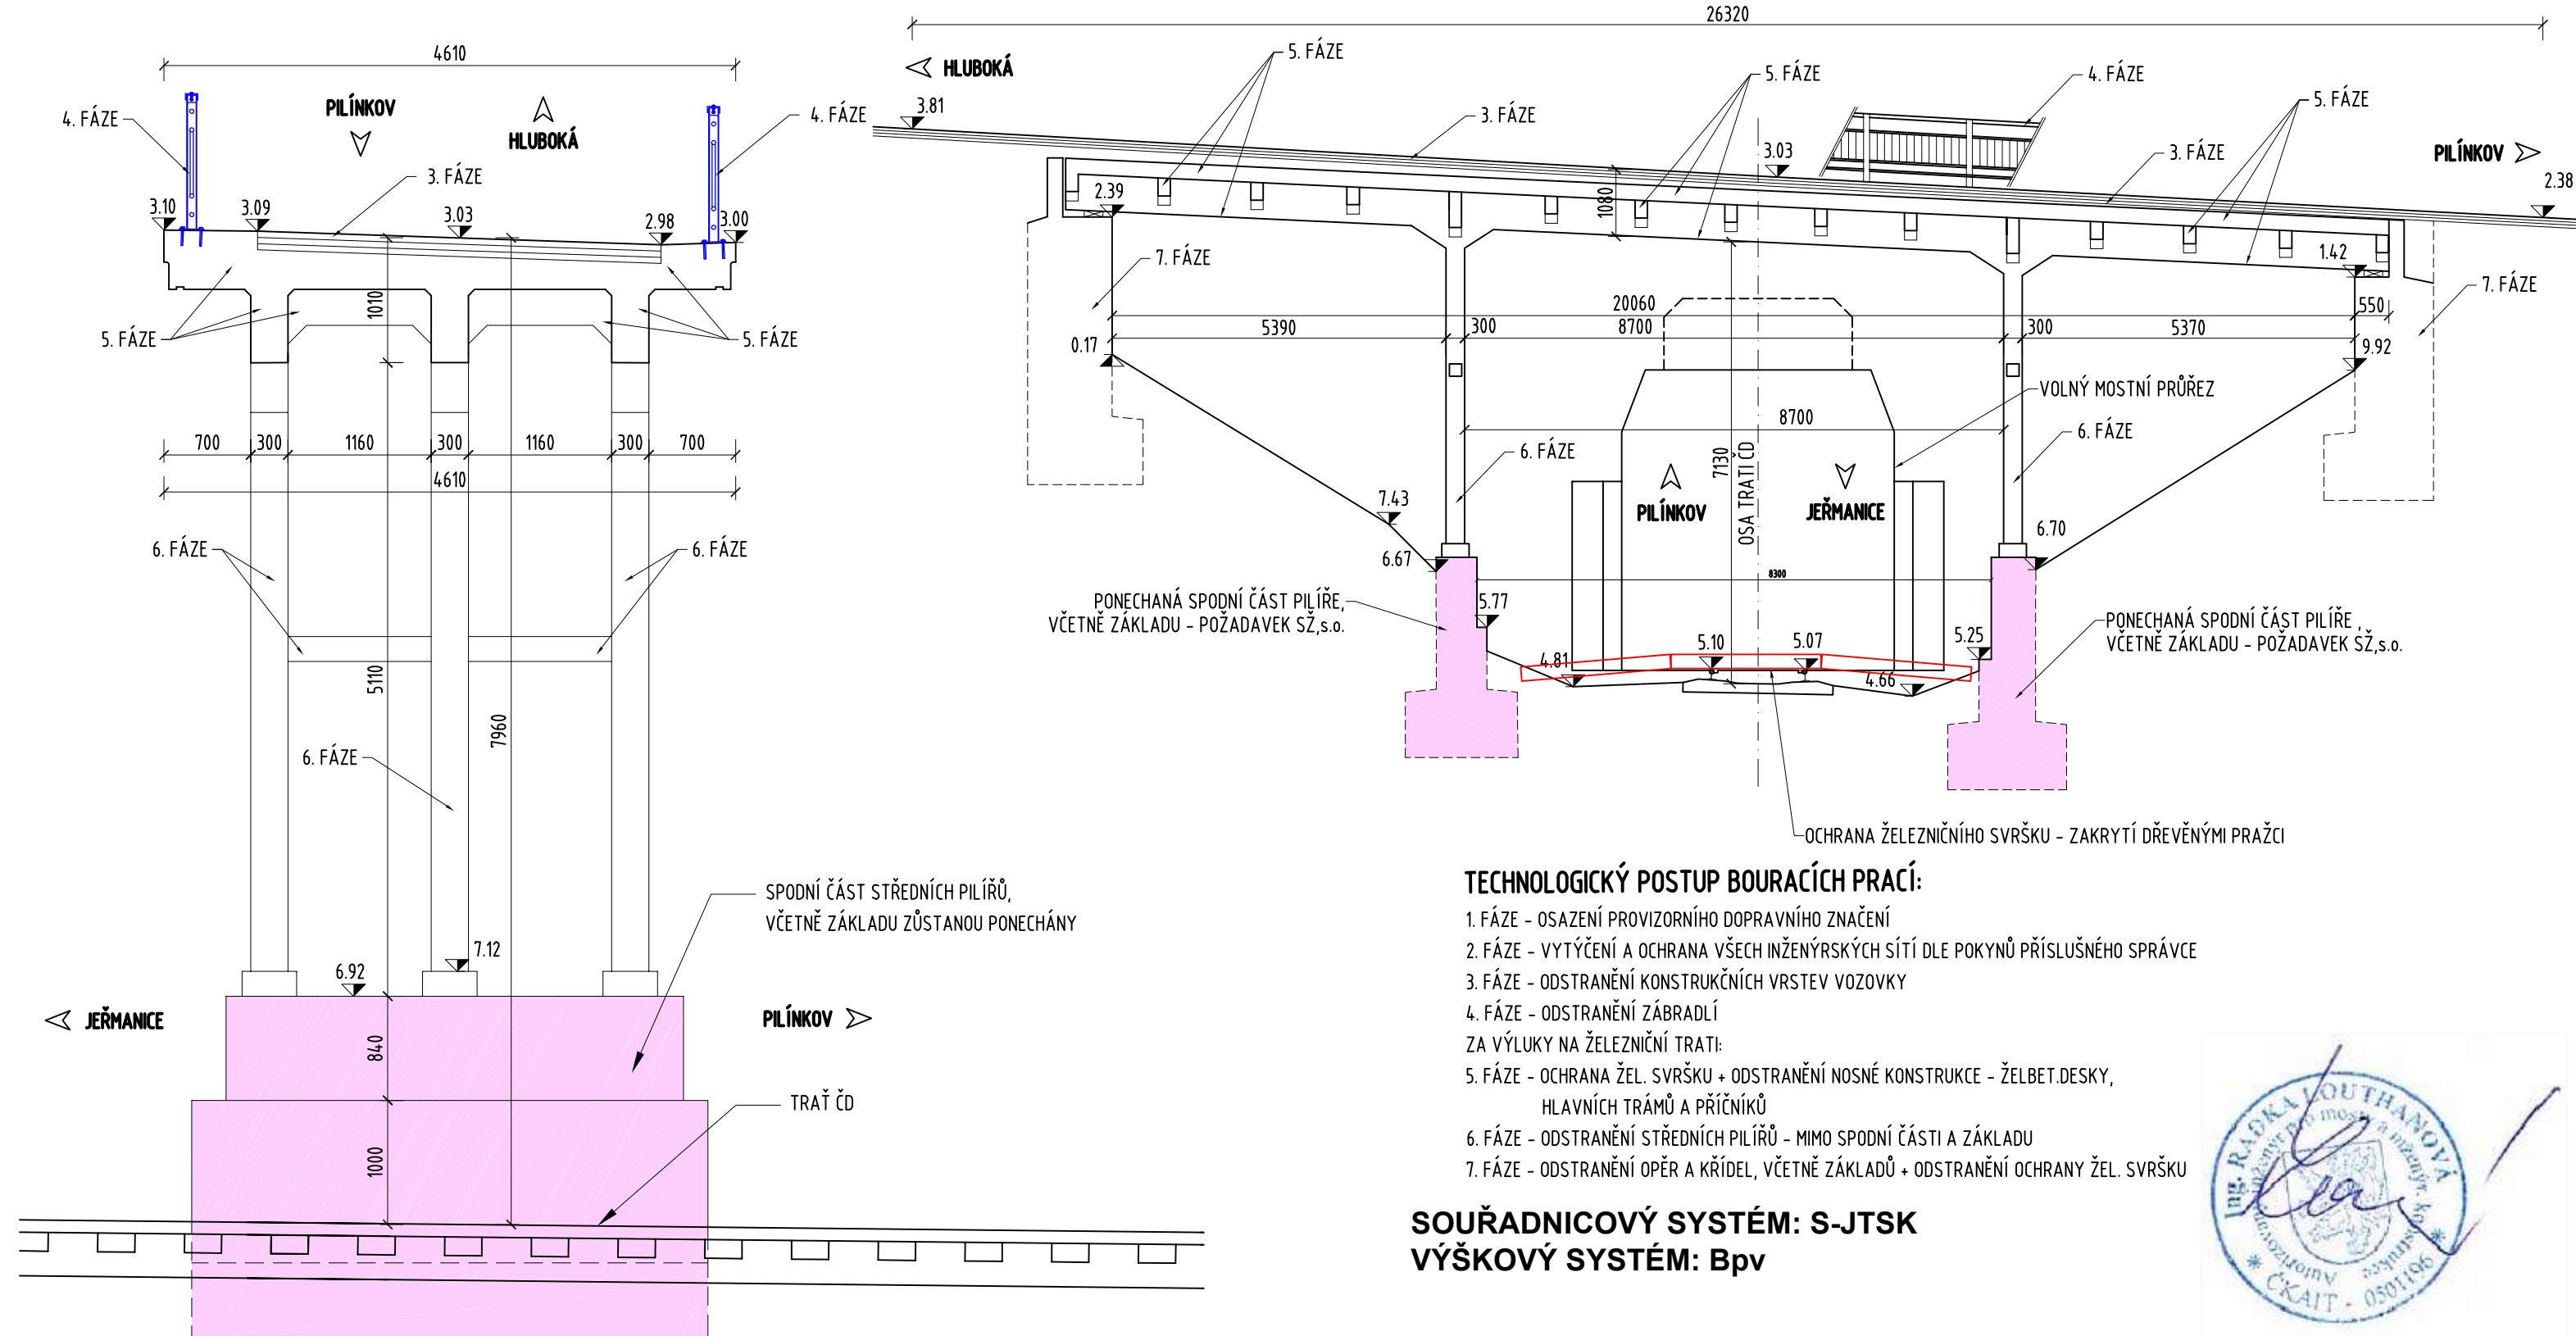 4610
4. FÁZE
PILÍNKOV
HLUBOKÁ
4. FÁZE
3. FÁZE
3.10
3.09
3.03
2.98
3.00
1010
5. FÁZE
5. FÁZE
700
300
1160
300
1160
300
700
4610
6. FÁZE
6. FÁZE
5110
7960
6. FÁZE
7.12
6.92
SPODNÍ ČÁST STŘEDNÍCH PILÍŘŮ,
VČETNĚ ZÁKLADU ZŮSTANOU PONECHÁNY
JEŘMANICE
PILÍNKOV
840
TRAŤ ČD
1000
26320
HLUBOKÁ
5. FÁZE
5. FÁZE
4. FÁZE
5. FÁZE
3.81
3. FÁZE
3.03
3. FÁZE
PILÍNKOV
2.38
2.39
1080
7. FÁZE
1.42
7. FÁZE
20060
550
5390
300
8700
300
5370
0.17
9.92
VOLNÝ MOSTNÍ PRŮŘEZ
8700
6. FÁZE
6. FÁZE
7130
OSA TRATI ČD
PILÍNKOV
JEŘMANICE
7.43
6.70
6.67
8300
PONECHANÁ SPODNÍ ČÁST PILÍŘE,
VČETNĚ ZÁKLADU - POŽADAVEK SŽ,s.o.
5.77
5.10
5.07
5.25
4.81
4.66
PONECHANÁ SPODNÍ ČÁST PILÍŘE ,
VČETNĚ ZÁKLADU - POŽADAVEK SŽ,s.o.
OCHRANA ŽELEZNIČNÍHO SVRŠKU - ZAKRYTÍ DŘEVĚNÝMI PRAŽCI
TECHNOLOGICKÝ POSTUP BOURACÍCH PRACÍ:
1. FÁZE - OSAZENÍ PROVIZORNÍHO DOPRAVNÍHO ZNAČENÍ
2. FÁZE - VYTÝČENÍ A OCHRANA VŠECH INŽENÝRSKÝCH SÍTÍ DLE POKYNŮ PŘÍSLUŠNÉHO SPRÁVCE
3. FÁZE - ODSTRANĚNÍ KONSTRUKČNÍCH VRSTEV VOZOVKY
4. FÁZE - ODSTRANĚNÍ ZÁBRADLÍ
ZA VÝLUKY NA ŽELEZNIČNÍ TRATI:
5. FÁZE - OCHRANA ŽEL. SVRŠKU + ODSTRANĚNÍ NOSNÉ KONSTRUKCE - ŽELBET.DESKY,
HLAVNÍCH TRÁMŮ A PŘÍČNÍKŮ
6. FÁZE - ODSTRANĚNÍ STŘEDNÍCH PILÍŘŮ - MIMO SPODNÍ ČÁSTI A ZÁKLADU
7. FÁZE - ODSTRANĚNÍ OPĚR A KŘÍDEL, VČETNĚ ZÁKLADŮ + ODSTRANĚNÍ OCHRANY ŽEL. SVRŠKU
SOUŘADNICOVÝ SYSTÉM: S-JTSK
VÝŠKOVÝ SYSTÉM: Bpv
Ing. RADKA LOUTHANOVÁ
ČKAIT - 0501196